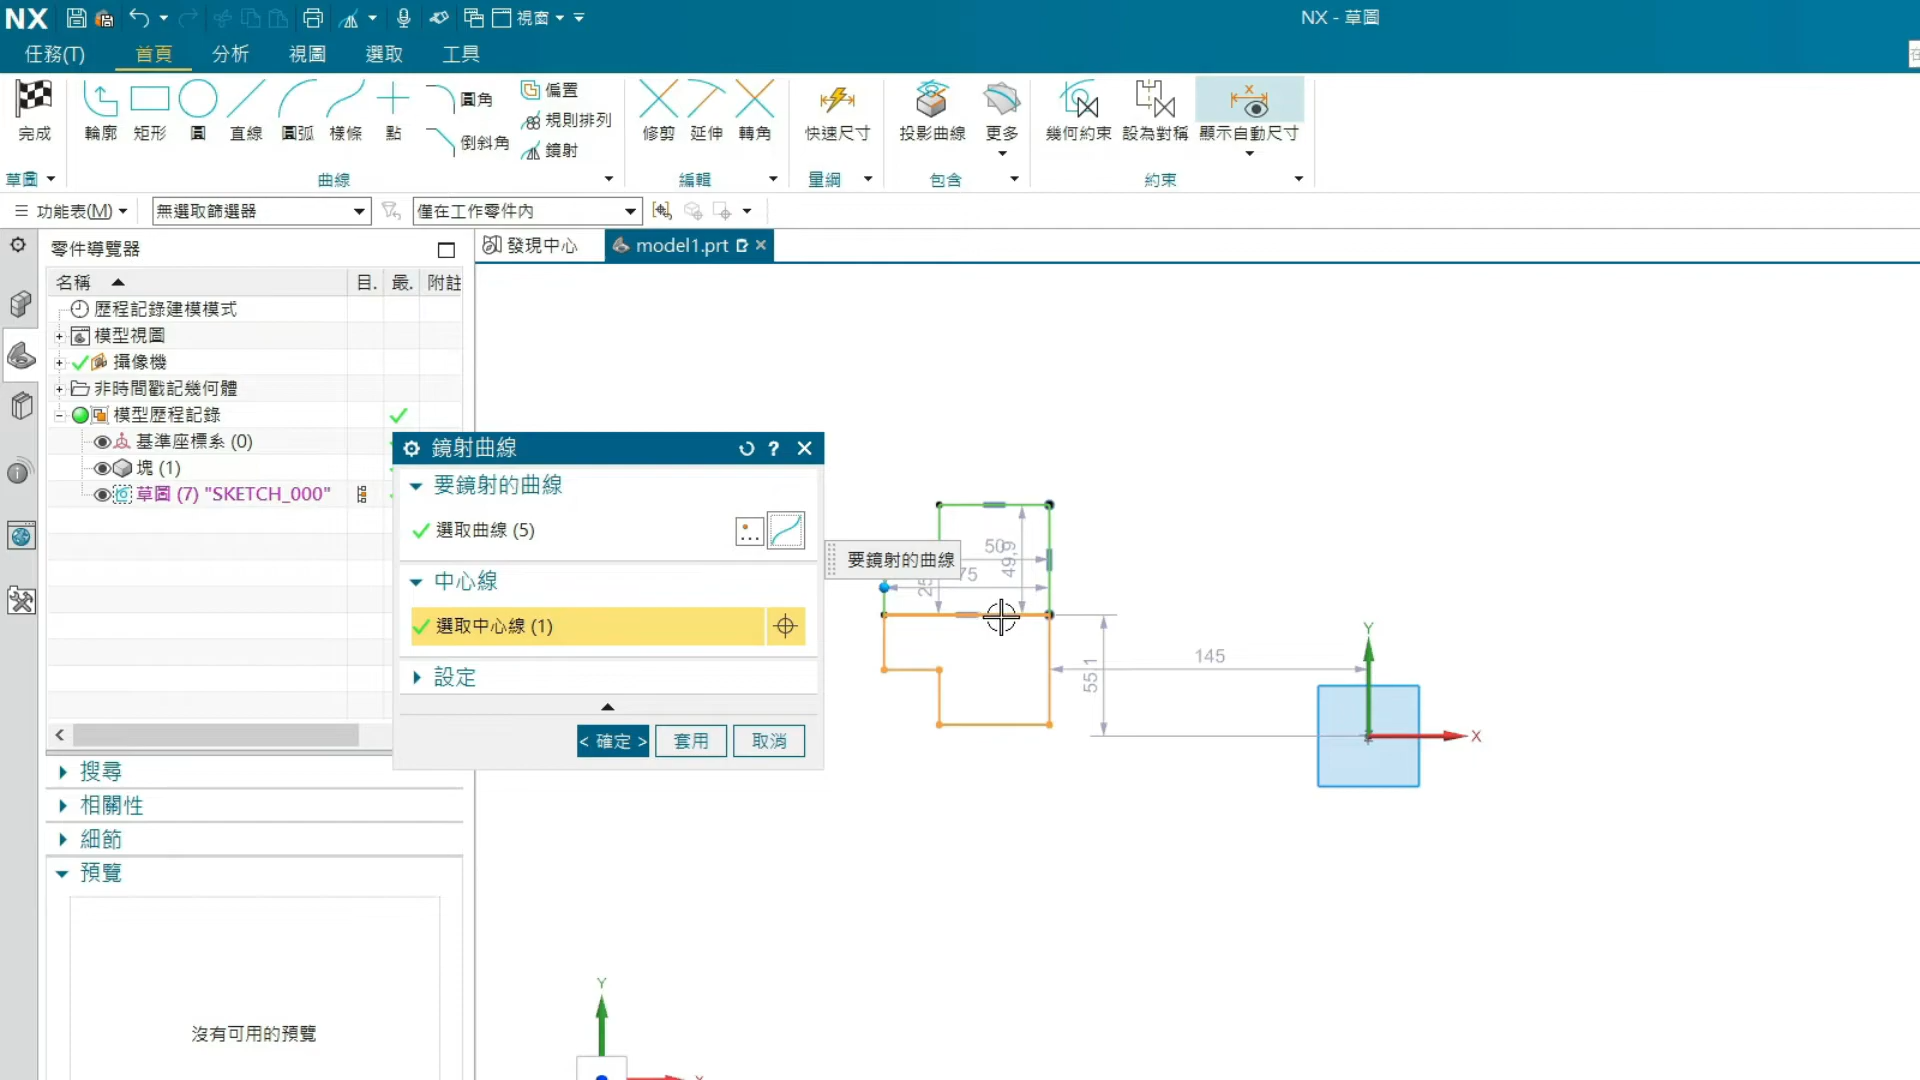 NX
視窗
NX - 草圖
任務(T)
首頁
分析
視圖
選取
工具
完成
輪廓
矩形
圓
直線
圓弧
樣條
點
圓角
倒斜角
偏置
規則排列
鏡射
修剪
延伸
轉角
快速尺寸
投影曲線
更多
幾何約束
設為對稱
顯示自動尺寸
草圖
曲線
編輯
量綱
包含
約束
功能表(M)
無選取篩選器
僅在工作零件內
零件導覽器
發現中心
model1.prt
名稱
目.
最.
附註
歷程記錄建模模式
模型視圖
攝像機
非時間戳記幾何體
模型歷程記錄
基準座標系 (0)
塊 (1)
草圖 (7) "SKETCH_000"
鏡射曲線
要鏡射的曲線
選取曲線 (5)
中心線
選取中心線 (1)
設定
< 確定 >
套用
取消
要鏡射的曲線
50
49,9
75
55,1
145
Y
X
搜尋
相關性
細節
預覽
沒有可用的預覽
Y